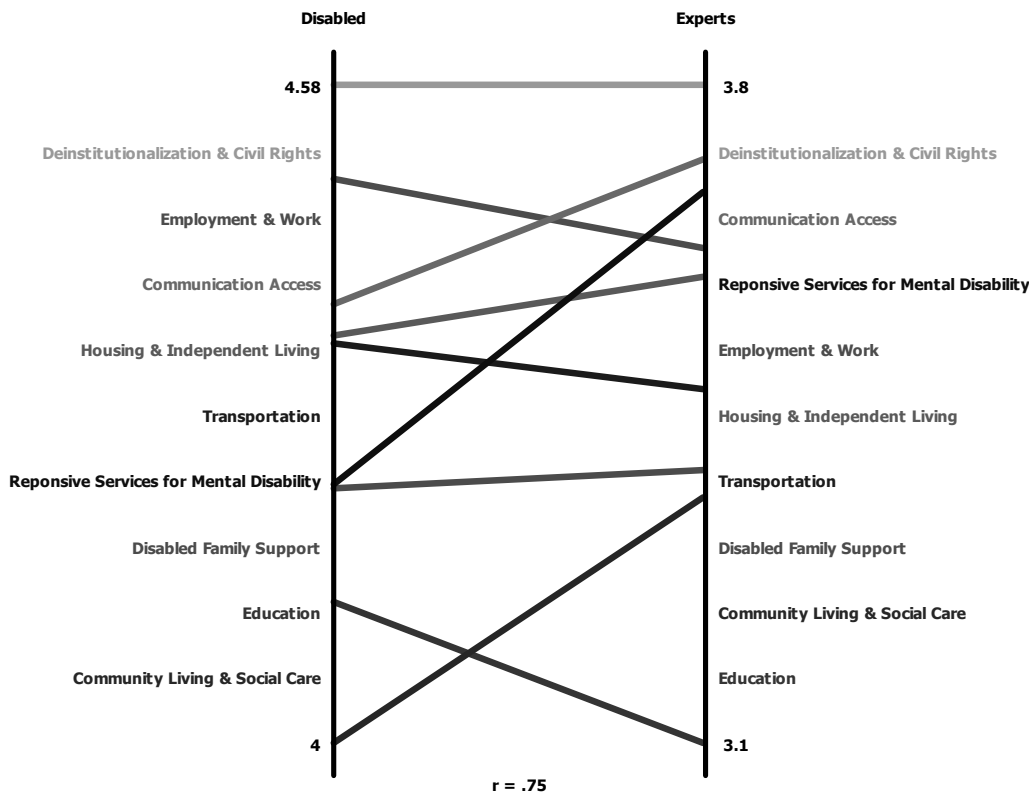 Disabled
Experts
4.58
3.8
Deinstitutionalization & Civil Rights
Deinstitutionalization & Civil Rights
Employment & Work
Communication Access
Communication Access
Reponsive Services for Mental Disability
Housing & Independent Living
Employment & Work
Transportation
Housing & Independent Living
Reponsive Services for Mental Disability
Transportation
Disabled Family Support
Disabled Family Support
Education
Community Living & Social Care
Community Living & Social Care
Education
4
3.1
r = .75